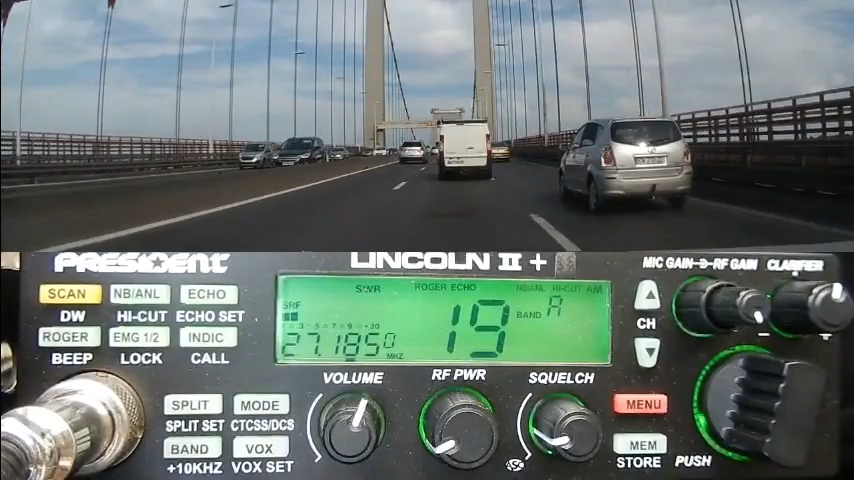 PRESIDENT
LINCOLN II +
MIC GAIN RF GAIN CLARIFIER
SCAN NB/ANL ECHO
DW HI-CUT ECHO SET
ROGER EMG 1/2 INDIC
BEEP LOCK CALL
SWR ROGER ECHO NB/ANL HI-CUT AM
SRF
BAND A
19
27.1850 MHZ
CH
VOLUME RF PWR SQUELCH
SPLIT MODE
SPLIT SET CTCSS/DCS
BAND VOX
+10KHZ VOX SET
ASC
MENU
MEM
STORE
PUSH